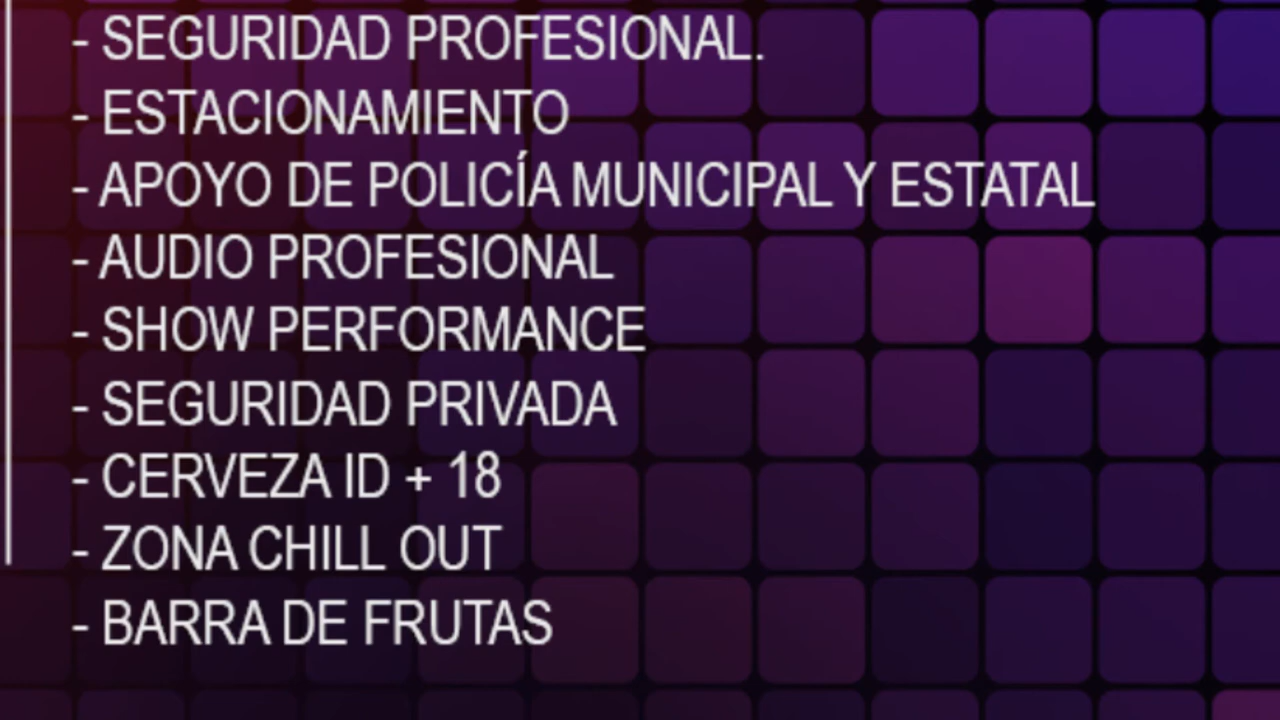 - SEGURIDAD PROFESIONAL.
- ESTACIONAMIENTO
- APOYO DE POLICÍA MUNICIPAL Y ESTATAL
- AUDIO PROFESIONAL
- SHOW PERFORMANCE
- SEGURIDAD PRIVADA
- CERVEZA ID + 18
- ZONA CHILL OUT
- BARRA DE FRUTAS